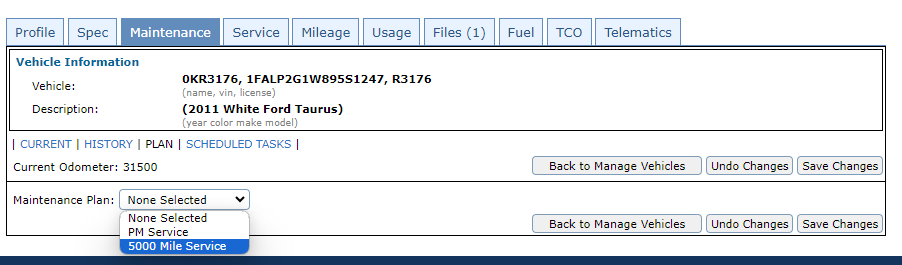 Profile Spec Maintenance Service Mileage Usage Files (1) Fuel TCO Telematics
Vehicle Information
Vehicle: 0KR3176, 1FALP2G1W895S1247, R3176
(name, vin, license)
Description: (2011 White Ford Taurus)
(year color make model)
| CURRENT | HISTORY | PLAN | SCHEDULED TASKS |
Current Odometer: 31500 Back to Manage Vehicles Undo Changes Save Changes
Maintenance Plan: None Selected
None Selected
PM Service
Back to Manage Vehicles Undo Changes Save Changes
5000 Mile Service